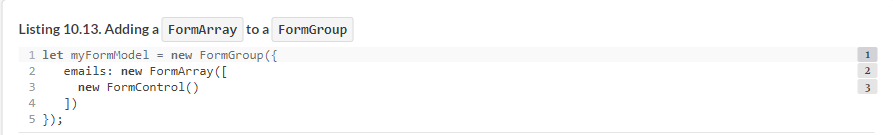 Listing 10.13. Adding a FormArray to a FormGroup
1 let myFormModel = new FormGroup({ 1
2 emails: new FormArray([ 2
3 new FormControl() 3
4 ])
5 });